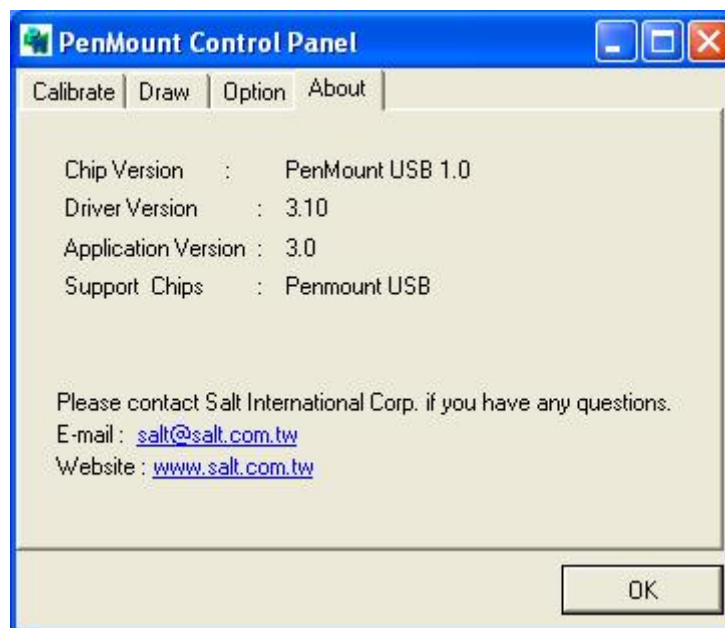 PenMount Control Panel
Calibrate Draw Option About
Chip Version : PenMount USB 1.0
Driver Version : 3.10
Application Version : 3.0
Support Chips : Penmount USB
Please contact Salt International Corp. if you have any questions.
E-mail : salt@salt.com.tw
Website : www.salt.com.tw
OK